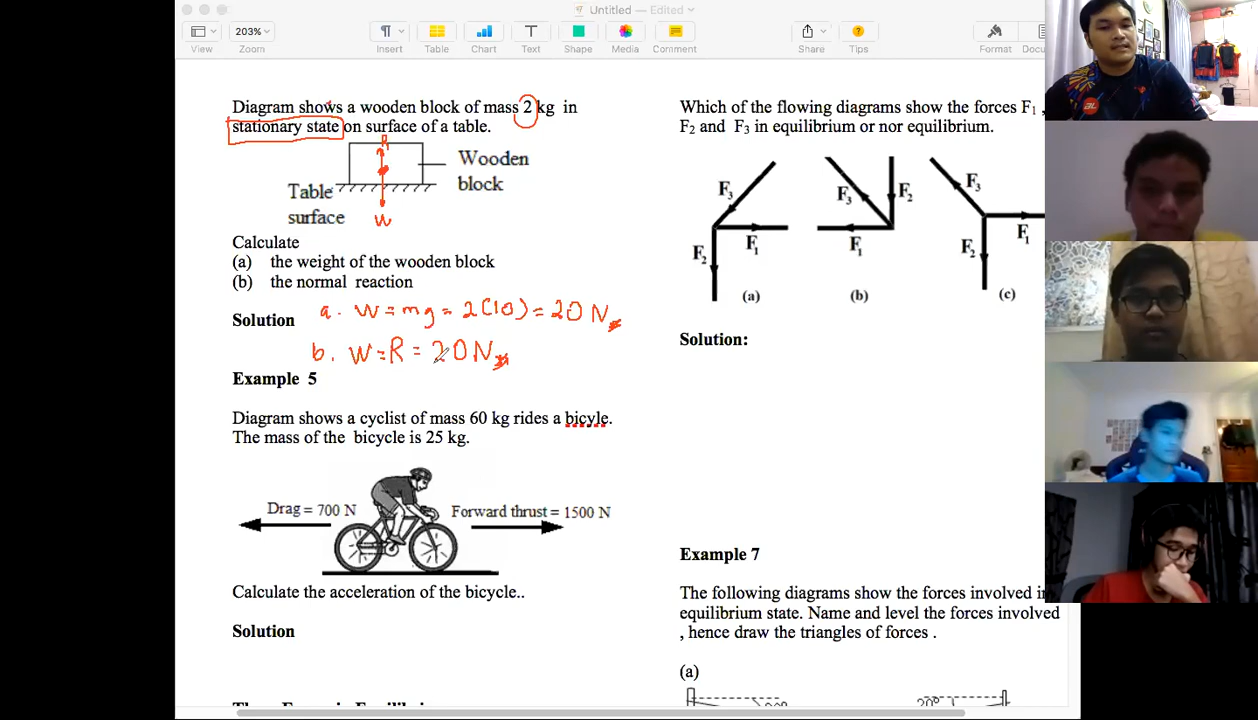 Untitled — Edited
203%
View
Zoom
Insert
Table
Chart
Text
Shape
Media
Comment
Share
Tips
Format
Docu
Diagram shows a wooden block of mass 2 kg in
stationary state on surface of a table.
R
Wooden
block
Table
surface
W
Calculate
(a) the weight of the wooden block
(b) the normal reaction
Solution
a. W = mg = 2(10) = 20 N
b. W = R = 20 N
Example 5
Diagram shows a cyclist of mass 60 kg rides a bicyle.
The mass of the bicycle is 25 kg.
Drag = 700 N
Forward thrust = 1500 N
Calculate the acceleration of the bicycle..
Solution
Which of the flowing diagrams show the forces F1 ,
F2 and F3 in equilibrium or nor equilibrium.
F3
F2
F1
(a)
F3
F2
F1
(b)
F3
F2
F1
(c)
Solution:
Example 7
The following diagrams show the forces involved in
equilibrium state. Name and level the forces involved
, hence draw the triangles of forces .
(a)
20°